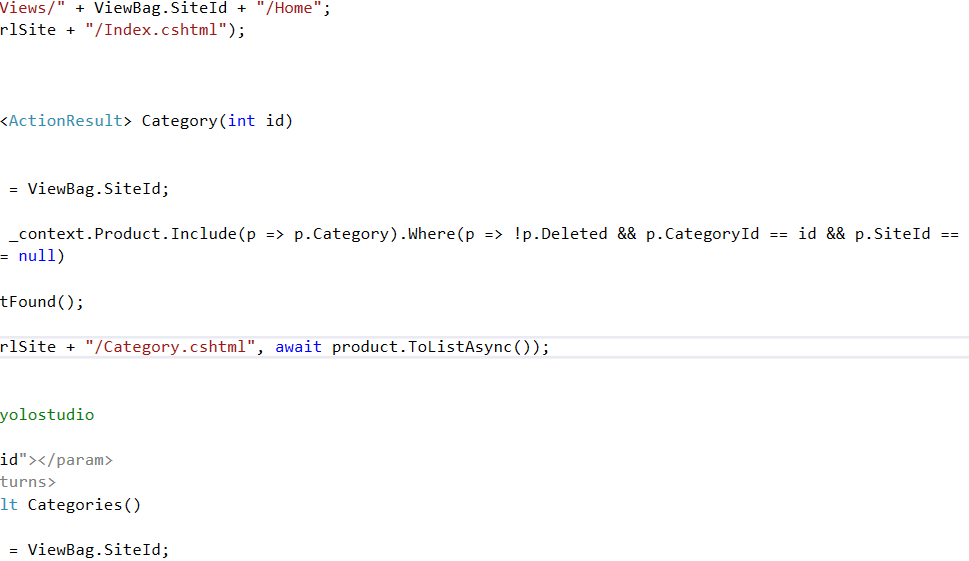 Views/" + ViewBag.SiteId + "/Home";
rlSite + "/Index.cshtml");
<ActionResult> Category(int id)
= ViewBag.SiteId;
_context.Product.Include(p => p.Category).Where(p => !p.Deleted && p.CategoryId == id && p.SiteId ==
= null)
tFound();
rlSite + "/Category.cshtml", await product.ToListAsync());
yolostudio
id"></param>
turns>
lt Categories()
= ViewBag.SiteId;